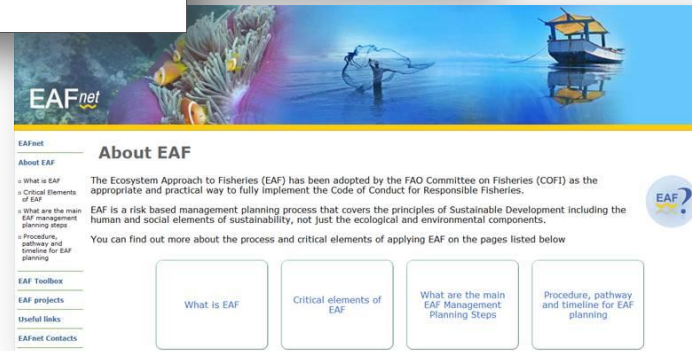 EAFnet
EAFnet
About EAF
What is EAF
Critical Elements
of EAF
What are the main
EAF management
planning steps
Procedure,
pathway and
timeline for EAF
planning
EAF Toolbox
EAF projects
Useful links
EAFnet Contacts
About EAF
The Ecosystem Approach to Fisheries (EAF) has been adopted by the FAO Committee on Fisheries (COFI) as the
appropriate and practical way to fully implement the Code of Conduct for Responsible Fisheries.
EAF is a risk based management planning process that covers the principles of Sustainable Development including the
human and social elements of sustainability, not just the ecological and environmental components.
You can find out more about the process and critical elements of applying EAF on the pages listed below
EAF?
What is EAF
Critical elements of
EAF
What are the main
EAF Management
Planning Steps
Procedure, pathway
and timeline for EAF
planning